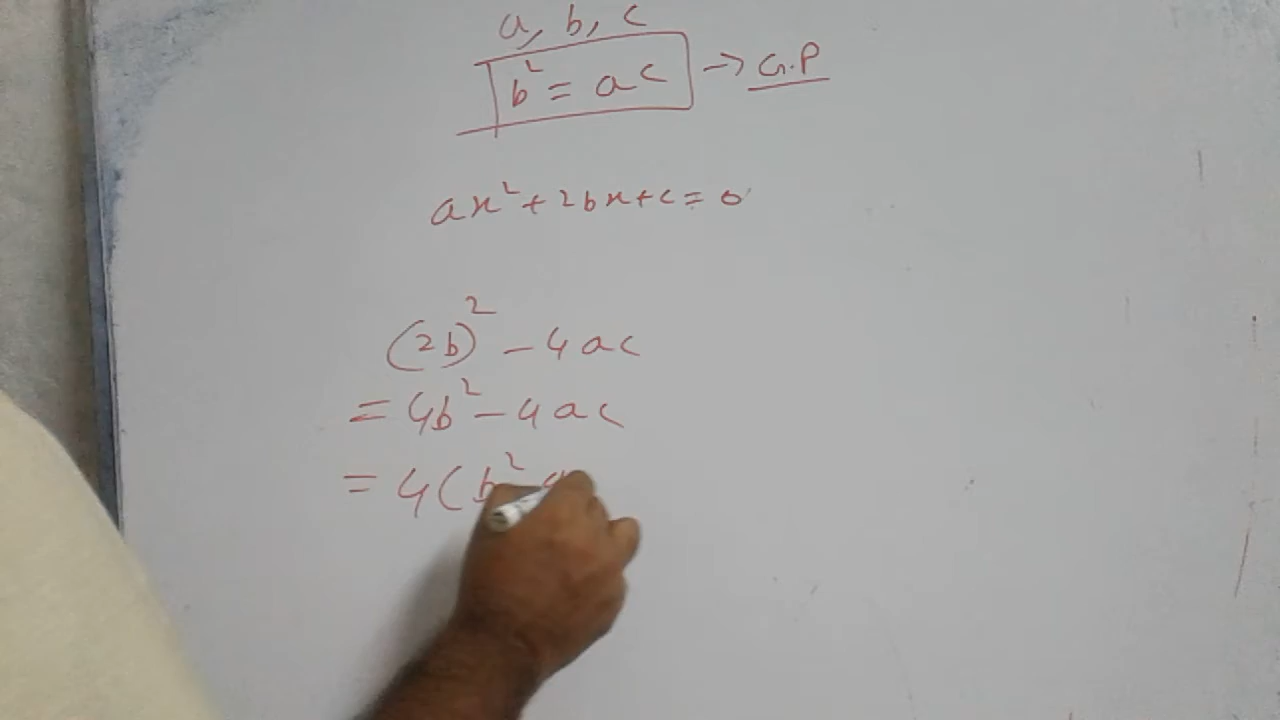 a, b, c
b² = ac → G.P
ax² + 2bx + c = 0
(2b)² - 4ac
= 4b² - 4ac
= 4(b²